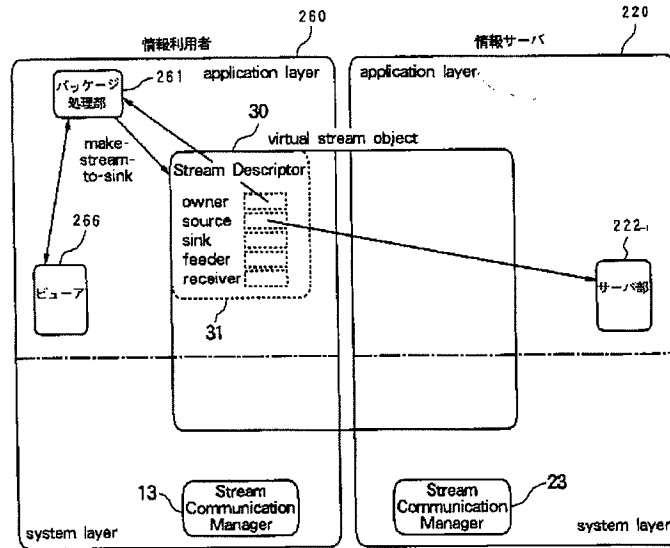 情報利用者
260
情報サーバ
220
パッケージ
処理部
261
application layer
application layer
30
virtual stream object
make-
stream-
to-sink
Stream Descriptor
owner
source
sink
feeder
receiver
266
222-1
ビューア
サーバ部
31
13
Stream
Communication
Manager
Stream
Communication
Manager
23
system layer
system layer